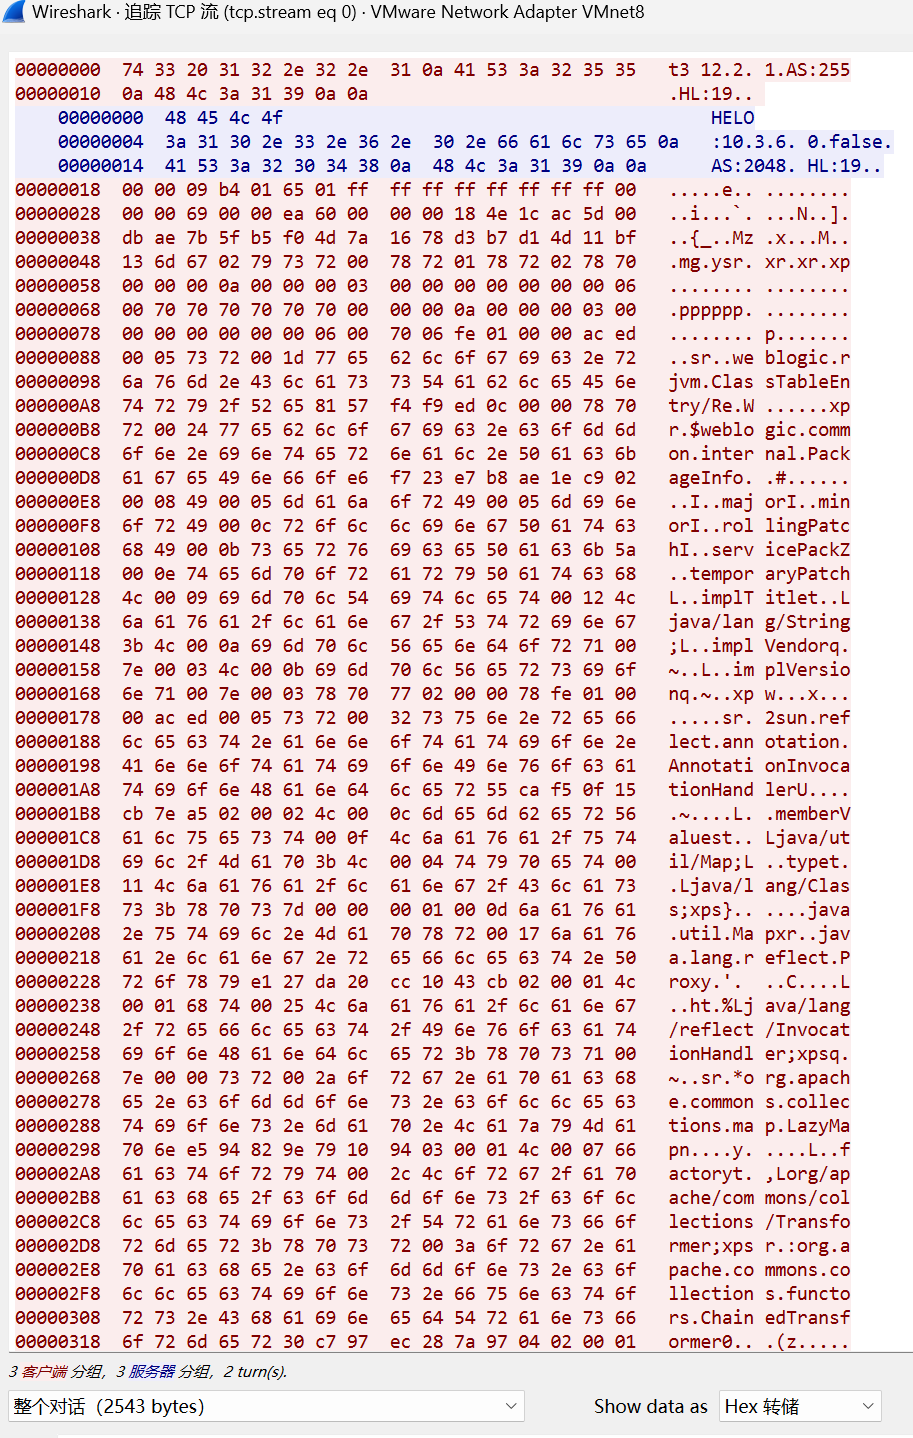 Wireshark · 追踪 TCP 流 (tcp.stream eq 0) · VMware Network Adapter VMnet8
00000000  74 33 20 31 32 2e 32 2e  31 0a 41 53 3a 32 35 35   t3 12.2. 1.AS:255
00000010  0a 48 4c 3a 31 39 0a 0a                            .HL:19..
00000000  48 45 4c 4f                                        HELO
00000004  3a 31 30 2e 33 2e 36 2e  30 2e 66 61 6c 73 65 0a   :10.3.6. 0.false.
00000014  41 53 3a 32 30 34 38 0a  48 4c 3a 31 39 0a 0a      AS:2048. HL:19..
00000018  00 00 09 b4 01 65 01 ff  ff ff ff ff ff ff ff 00   .....e.. ........
00000028  00 00 69 00 00 ea 60 00  00 00 18 4e 1c ac 5d 00   ..i...`. ...N..].
00000038  db ae 7b 5f b5 f0 4d 7a  16 78 d3 b7 d1 4d 11 bf   ..{_..Mz .x...M..
00000048  13 6d 67 02 79 73 72 00  78 72 01 78 72 02 78 70   .mg.ysr. xr.xr.xp
00000058  00 00 00 0a 00 00 00 03  00 00 00 00 00 00 00 06   ........ ........
00000068  00 70 70 70 70 70 70 00  00 00 0a 00 00 00 03 00   .pppppp. ........
00000078  00 00 00 00 00 00 06 00  70 06 fe 01 00 00 ac ed   ........ p.......
00000088  00 05 73 72 00 1d 77 65  62 6c 6f 67 69 63 2e 72   ..sr..we blogic.r
00000098  6a 76 6d 2e 43 6c 61 73  73 54 61 62 6c 65 45 6e   jvm.Clas sTableEn
000000A8  74 72 79 2f 52 65 81 57  f4 f9 ed 0c 00 00 78 70   try/Re.W ......xp
000000B8  72 00 24 77 65 62 6c 6f  67 69 63 2e 63 6f 6d 6d   r.$weblo gic.comm
000000C8  6f 6e 2e 69 6e 74 65 72  6e 61 6c 2e 50 61 63 6b   on.inter nal.Pack
000000D8  61 67 65 49 6e 66 6f e6  f7 23 e7 b8 ae 1e c9 02   ageInfo. .#......
000000E8  00 08 49 00 05 6d 61 6a  6f 72 49 00 05 6d 69 6e   ..I..maj orI..min
000000F8  6f 72 49 00 0c 72 6f 6c  6c 69 6e 67 50 61 74 63   orI..rol lingPatc
00000108  68 49 00 0b 73 65 72 76  69 63 65 50 61 63 6b 5a   hI..serv icePackZ
00000118  00 0e 74 65 6d 70 6f 72  61 72 79 50 61 74 63 68   ..tempor aryPatch
00000128  4c 00 09 69 6d 70 6c 54  69 74 6c 65 74 00 12 4c   L..implT itlet..L
00000138  6a 61 76 61 2f 6c 61 6e  67 2f 53 74 72 69 6e 67   java/lan g/String
00000148  3b 4c 00 0a 69 6d 70 6c  56 65 6e 64 6f 72 71 00   ;L..impl Vendorq.
00000158  7e 00 03 4c 00 0b 69 6d  70 6c 56 65 72 73 69 6f   ~..L..im plVersio
00000168  6e 71 00 7e 00 03 78 70  77 02 00 00 78 fe 01 00   nq.~..xp w...x...
00000178  00 ac ed 00 05 73 72 00  32 73 75 6e 2e 72 65 66   .....sr. 2sun.ref
00000188  6c 65 63 74 2e 61 6e 6e  6f 74 61 74 69 6f 6e 2e   lect.ann otation.
00000198  41 6e 6e 6f 74 61 74 69  6f 6e 49 6e 76 6f 63 61   Annotati onInvoca
000001A8  74 69 6f 6e 48 61 6e 64  6c 65 72 55 ca f5 0f 15   tionHand lerU....
000001B8  cb 7e a5 02 00 02 4c 00  0c 6d 65 6d 62 65 72 56   .~....L. .memberV
000001C8  61 6c 75 65 73 74 00 0f  4c 6a 61 76 61 2f 75 74   aluest.. Ljava/ut
000001D8  69 6c 2f 4d 61 70 3b 4c  00 04 74 79 70 65 74 00   il/Map;L ..typet.
000001E8  11 4c 6a 61 76 61 2f 6c  61 6e 67 2f 43 6c 61 73   .Ljava/l ang/Clas
000001F8  73 3b 78 70 73 7d 00 00  00 01 00 0d 6a 61 76 61   s;xps}.. ....java
00000208  2e 75 74 69 6c 2e 4d 61  70 78 72 00 17 6a 61 76   .util.Ma pxr..jav
00000218  61 2e 6c 61 6e 67 2e 72  65 66 6c 65 63 74 2e 50   a.lang.r eflect.P
00000228  72 6f 78 79 e1 27 da 20  cc 10 43 cb 02 00 01 4c   roxy.'.  ..C....L
00000238  00 01 68 74 00 25 4c 6a  61 76 61 2f 6c 61 6e 67   ..ht.%Lj ava/lang
00000248  2f 72 65 66 6c 65 63 74  2f 49 6e 76 6f 63 61 74   /reflect /Invocat
00000258  69 6f 6e 48 61 6e 64 6c  65 72 3b 78 70 73 71 00   ionHandl er;xpsq.
00000268  7e 00 00 73 72 00 2a 6f  72 67 2e 61 70 61 63 68   ~..sr.*o rg.apach
00000278  65 2e 63 6f 6d 6d 6f 6e  73 2e 63 6f 6c 6c 65 63   e.common s.collec
00000288  74 69 6f 6e 73 2e 6d 61  70 2e 4c 61 7a 79 4d 61   tions.ma p.LazyMa
00000298  70 6e e5 94 82 9e 79 10  94 03 00 01 4c 00 07 66   pn....y. ....L..f
000002A8  61 63 74 6f 72 79 74 00  2c 4c 6f 72 67 2f 61 70   actoryt. ,Lorg/ap
000002B8  61 63 68 65 2f 63 6f 6d  6d 6f 6e 73 2f 63 6f 6c   ache/com mons/col
000002C8  6c 65 63 74 69 6f 6e 73  2f 54 72 61 6e 73 66 6f   lections /Transfo
000002D8  72 6d 65 72 3b 78 70 73  72 00 3a 6f 72 67 2e 61   rmer;xps r.:org.a
000002E8  70 61 63 68 65 2e 63 6f  6d 6d 6f 6e 73 2e 63 6f   pache.co mmons.co
000002F8  6c 6c 65 63 74 69 6f 6e  73 2e 66 75 6e 63 74 6f   llection s.functo
00000308  72 73 2e 43 68 61 69 6e  65 64 54 72 61 6e 73 66   rs.Chain edTransf
00000318  6f 72 6d 65 72 30 c7 97  ec 28 7a 97 04 02 00 01   ormer0.. .(z.....
3 客户端 分组，3 服务器 分组，2 turn(s).
整个对话（2543 bytes） Show data as Hex 转储